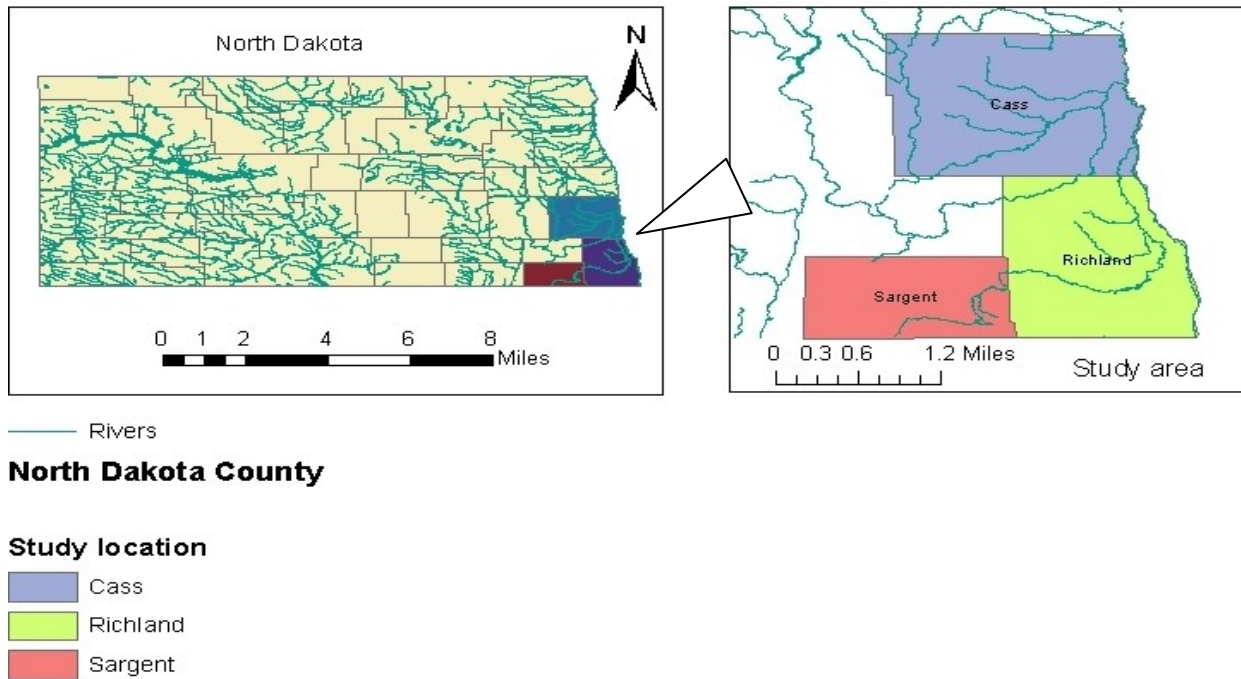 North Dakota
N
0 1 2 4 6 8
Miles
Cass
Richland
Sargent
0 0.3 0.6 1.2 Miles
Study area
Rivers
North Dakota County
Study location
Cass
Richland
Sargent